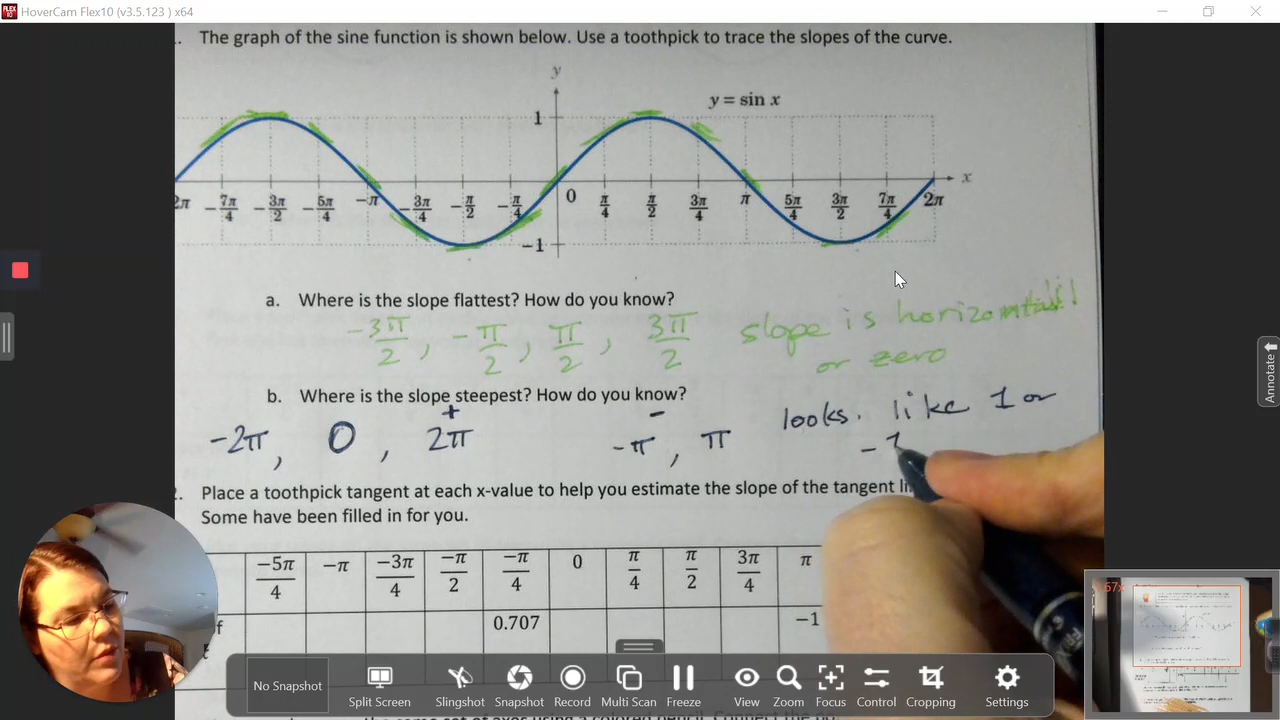 HoverCam Flex10 (v3.5.123 ) x64
The graph of the sine function is shown below. Use a toothpick to trace the slopes of the curve.
y
y = sin x
1
x
2π -7π/4 -3π/2 -5π/4 -π -3π/4 -π/2 -π/4 0 π/4 π/2 3π/4 π 5π/4 3π/2 7π/4 2π
-1
a. Where is the slope flattest? How do you know?
-3π/2, -π/2, π/2, 3π/2 slope is horizontal!!
or zero
b. Where is the slope steepest? How do you know?
+ -
-2π, 0, 2π -π, π looks like 1 or
-1
Place a toothpick tangent at each x-value to help you estimate the slope of the tangent
Some have been filled in for you.
-5π/4 -π -3π/4 -π/2 -π/4 0 π/4 π/2 3π/4 π
f 0.707 -1
Annotate
1.67x
No Snapshot
Split Screen Slingshot Snapshot Record Multi Scan Freeze View Zoom Focus Control Cropping Settings